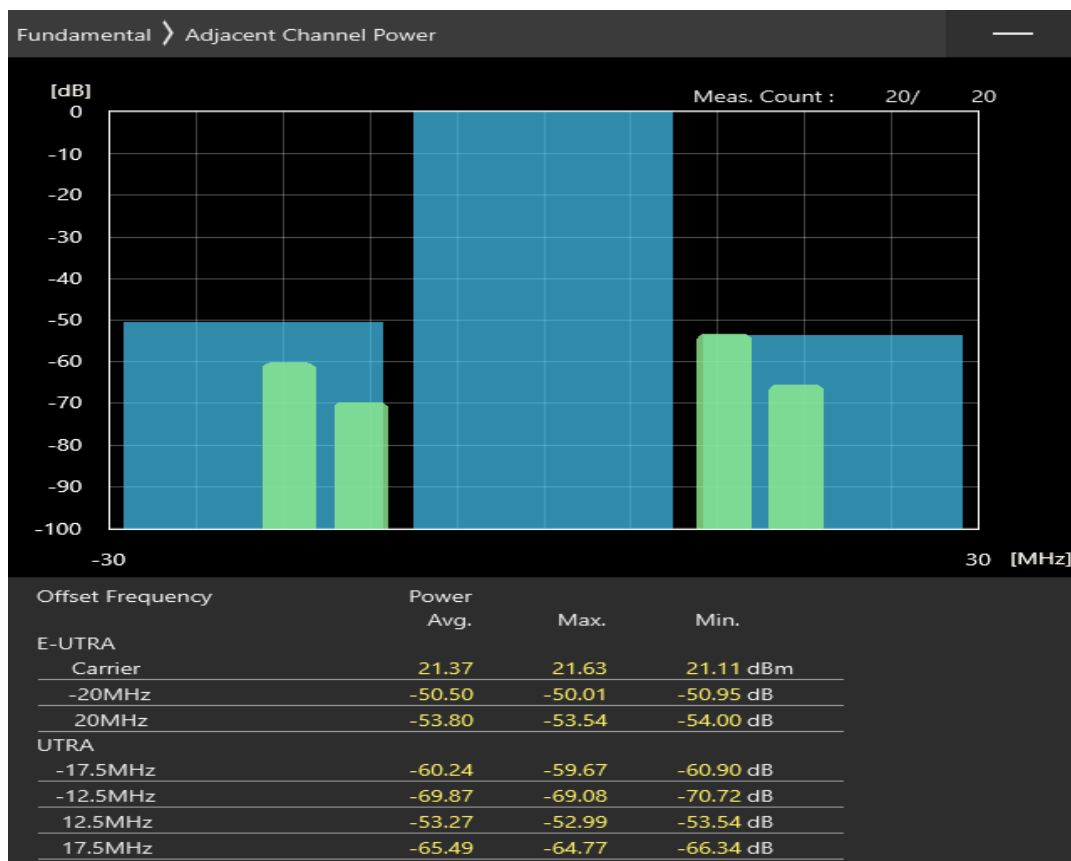 Fundamental 〉 Adjacent Channel Power
[dB]
Meas. Count : 20/ 20
0
-10
-20
-30
-40
-50
-60
-70
-80
-90
-100
-30 30 [MHz]
Offset Frequency Power
Avg. Max. Min.
E-UTRA
Carrier 21.37 21.63 21.11 dBm
-20MHz -50.50 -50.01 -50.95 dB
20MHz -53.80 -53.54 -54.00 dB
UTRA
-17.5MHz -60.24 -59.67 -60.90 dB
-12.5MHz -69.87 -69.08 -70.72 dB
12.5MHz -53.27 -52.99 -53.54 dB
17.5MHz -65.49 -64.77 -66.34 dB